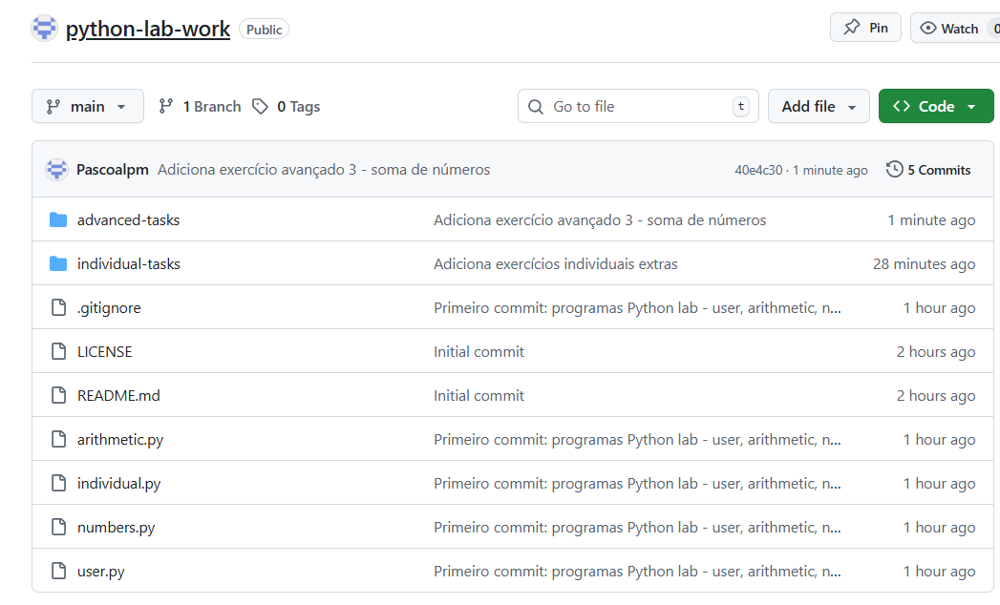 python-lab-work Public Pin Watch 0
main 1 Branch 0 Tags Go to file t Add file Code
Pascoalpm Adiciona exercício avançado 3 - soma de números 40e4c30 · 1 minute ago 5 Commits
advanced-tasks Adiciona exercício avançado 3 - soma de números 1 minute ago
individual-tasks Adiciona exercícios individuais extras 28 minutes ago
.gitignore Primeiro commit: programas Python lab - user, arithmetic, n... 1 hour ago
LICENSE Initial commit 2 hours ago
README.md Initial commit 2 hours ago
arithmetic.py Primeiro commit: programas Python lab - user, arithmetic, n... 1 hour ago
individual.py Primeiro commit: programas Python lab - user, arithmetic, n... 1 hour ago
numbers.py Primeiro commit: programas Python lab - user, arithmetic, n... 1 hour ago
user.py Primeiro commit: programas Python lab - user, arithmetic, n... 1 hour ago